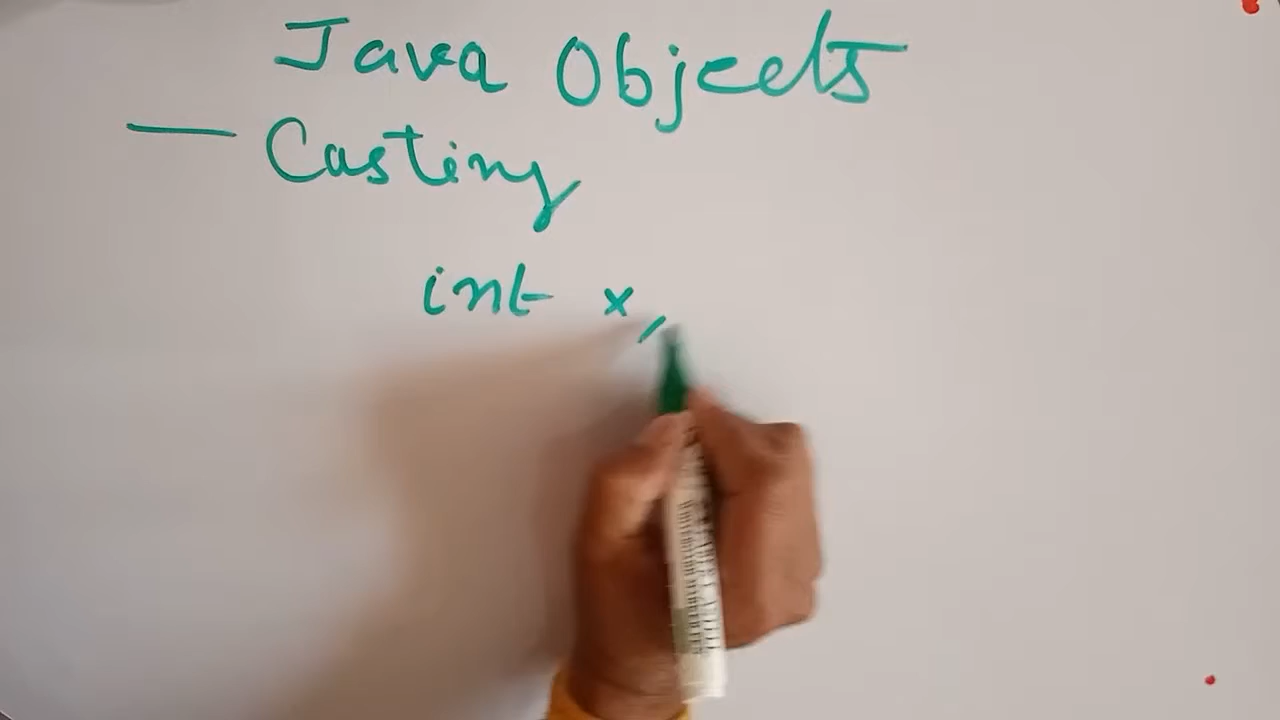 Java Objects
— Casting
int x,